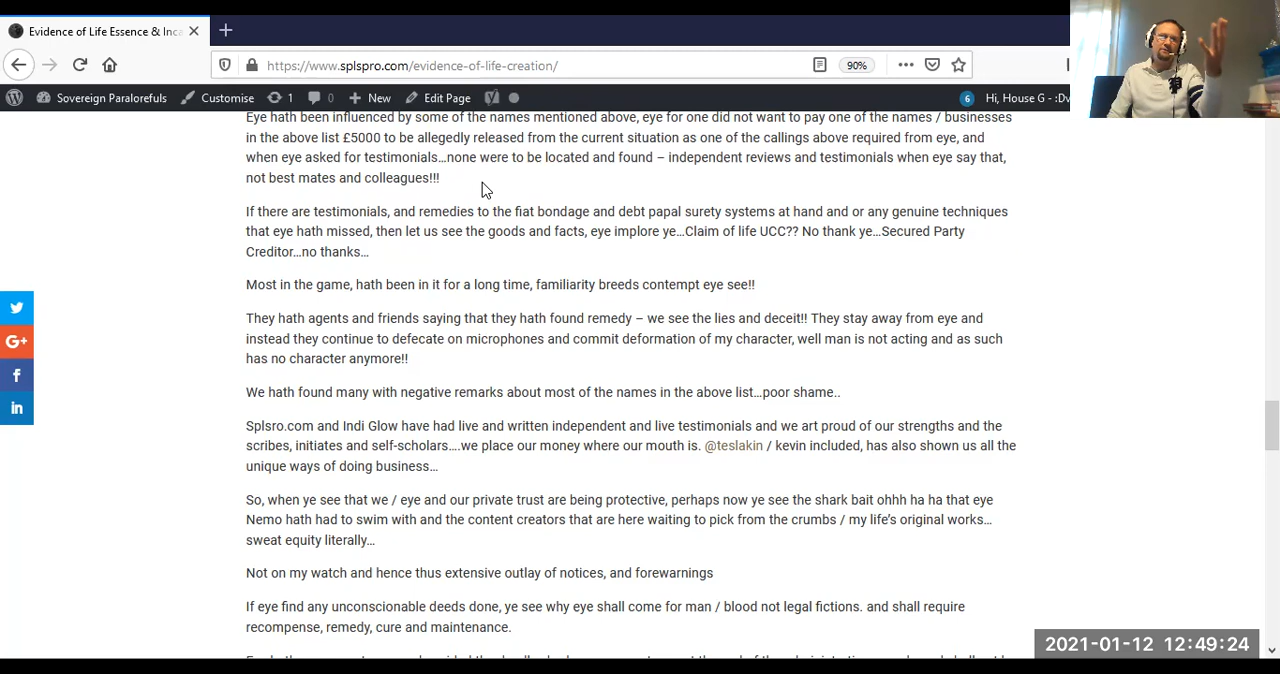 Evidence of Life Essence & Inca
https://www.splspro.com/evidence-of-life-creation/
90%
Sovereign Paralorefuls
Customise
1
0
New
Edit Page
6
Hi, House G - :Dv
Eye hath been influenced by some of the names mentioned above, eye for one did not want to pay one of the names / businesses
in the above list £5000 to be allegedly released from the current situation as one of the callings above required from eye, and
when eye asked for testimonials…none were to be located and found – independent reviews and testimonials when eye say that,
not best mates and colleagues!!!
If there are testimonials, and remedies to the fiat bondage and debt papal surety systems at hand and or any genuine techniques
that eye hath missed, then let us see the goods and facts, eye implore ye…Claim of life UCC?? No thank ye…Secured Party
Creditor…no thanks…
Most in the game, hath been in it for a long time, familiarity breeds contempt eye see!!
They hath agents and friends saying that they hath found remedy – we see the lies and deceit!! They stay away from eye and
instead they continue to defecate on microphones and commit deformation of my character, well man is not acting and as such
has no character anymore!!
We hath found many with negative remarks about most of the names in the above list…poor shame..
Splsro.com and Indi Glow have had live and written independent and live testimonials and we art proud of our strengths and the
scribes, initiates and self-scholars….we place our money where our mouth is. @teslakin / kevin included, has also shown us all the
unique ways of doing business…
So, when ye see that we / eye and our private trust are being protective, perhaps now ye see the shark bait ohhh ha ha that eye
Nemo hath had to swim with and the content creators that are here waiting to pick from the crumbs / my life's original works…
sweat equity literally…
Not on my watch and hence thus extensive outlay of notices, and forewarnings
If eye find any unconscionable deeds done, ye see why eye shall come for man / blood not legal fictions. and shall require
recompense, remedy, cure and maintenance.
2021-01-12 12:49:24